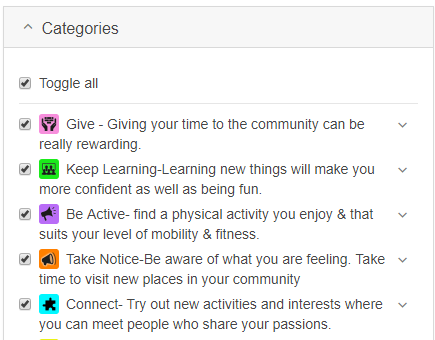 Categories
Toggle all
Give - Giving your time to the community can be
really rewarding.
Keep Learning-Learning new things will make you
more confident as well as being fun.
Be Active- find a physical activity you enjoy & that
suits your level of mobility & fitness.
Take Notice-Be aware of what you are feeling. Take
time to visit new places in your community
Connect- Try out new activities and interests where
you can meet people who share your passions.